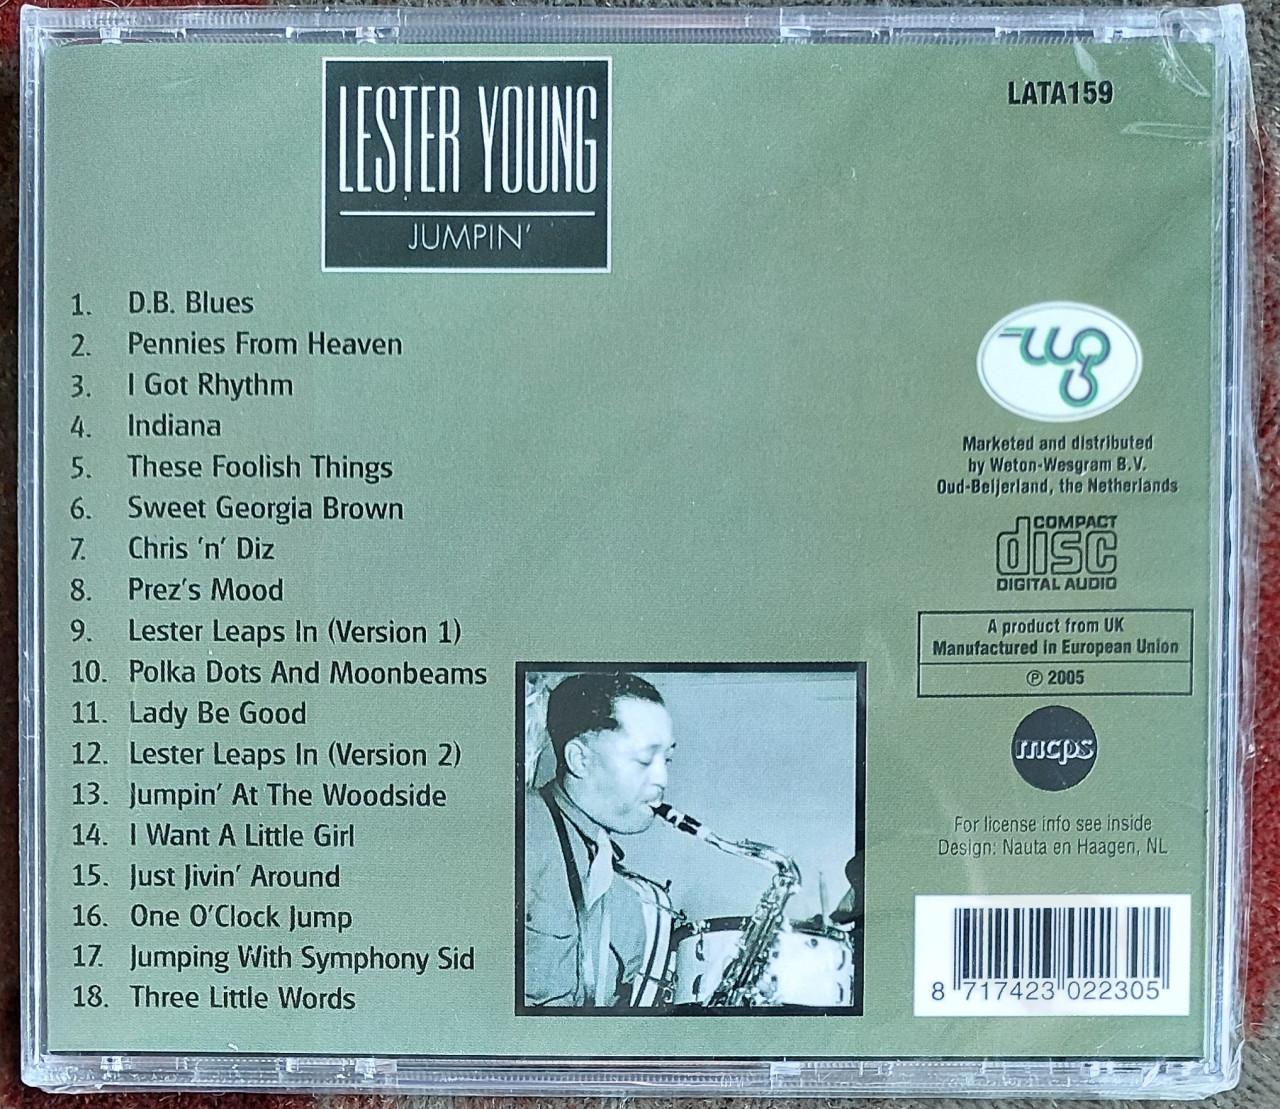 LESTER YOUNG
JUMPIN'
LATA159
1. D.B. Blues
2. Pennies From Heaven
3. I Got Rhythm
4. Indiana
5. These Foolish Things
6. Sweet Georgia Brown
7. Chris 'n' Diz
8. Prez's Mood
9. Lester Leaps In (Version 1)
10. Polka Dots And Moonbeams
11. Lady Be Good
12. Lester Leaps In (Version 2)
13. Jumpin' At The Woodside
14. I Want A Little Girl
15. Just Jivin' Around
16. One O'Clock Jump
17. Jumping With Symphony Sid
18. Three Little Words
Marketed and distributed
by Weton-Wesgram B.V.
Oud-Beijerland, the Netherlands
COMPACT
disc
DIGITAL AUDIO
A product from UK
Manufactured in European Union
℗ 2005
mcps
For license info see inside
Design: Nauta en Haagen, NL
8 717423 022305